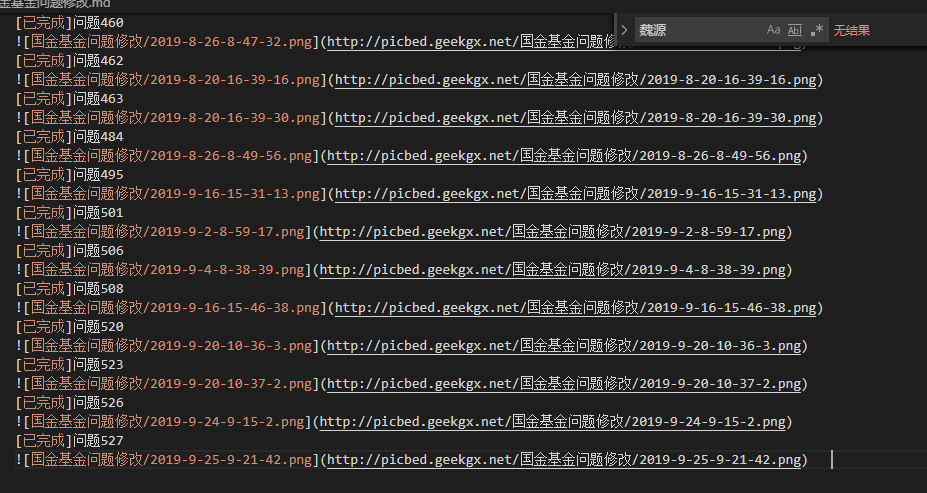 金基金问题修改.md
[已完成]问题460
![国金基金问题修改/2019-8-26-8-47-32.png](http://picbed.geekgx.net/国金基金问题修
魏源 Aa Abl .* 无结果
[已完成]问题462
![国金基金问题修改/2019-8-20-16-39-16.png](http://picbed.geekgx.net/国金基金问题修改/2019-8-20-16-39-16.png)
[已完成]问题463
![国金基金问题修改/2019-8-20-16-39-30.png](http://picbed.geekgx.net/国金基金问题修改/2019-8-20-16-39-30.png)
[已完成]问题484
![国金基金问题修改/2019-8-26-8-49-56.png](http://picbed.geekgx.net/国金基金问题修改/2019-8-26-8-49-56.png)
[已完成]问题495
![国金基金问题修改/2019-9-16-15-31-13.png](http://picbed.geekgx.net/国金基金问题修改/2019-9-16-15-31-13.png)
[已完成]问题501
![国金基金问题修改/2019-9-2-8-59-17.png](http://picbed.geekgx.net/国金基金问题修改/2019-9-2-8-59-17.png)
[已完成]问题506
![国金基金问题修改/2019-9-4-8-38-39.png](http://picbed.geekgx.net/国金基金问题修改/2019-9-4-8-38-39.png)
[已完成]问题508
![国金基金问题修改/2019-9-16-15-46-38.png](http://picbed.geekgx.net/国金基金问题修改/2019-9-16-15-46-38.png)
[已完成]问题520
![国金基金问题修改/2019-9-20-10-36-3.png](http://picbed.geekgx.net/国金基金问题修改/2019-9-20-10-36-3.png)
[已完成]问题523
![国金基金问题修改/2019-9-20-10-37-2.png](http://picbed.geekgx.net/国金基金问题修改/2019-9-20-10-37-2.png)
[已完成]问题526
![国金基金问题修改/2019-9-24-9-15-2.png](http://picbed.geekgx.net/国金基金问题修改/2019-9-24-9-15-2.png)
[已完成]问题527
![国金基金问题修改/2019-9-25-9-21-42.png](http://picbed.geekgx.net/国金基金问题修改/2019-9-25-9-21-42.png)